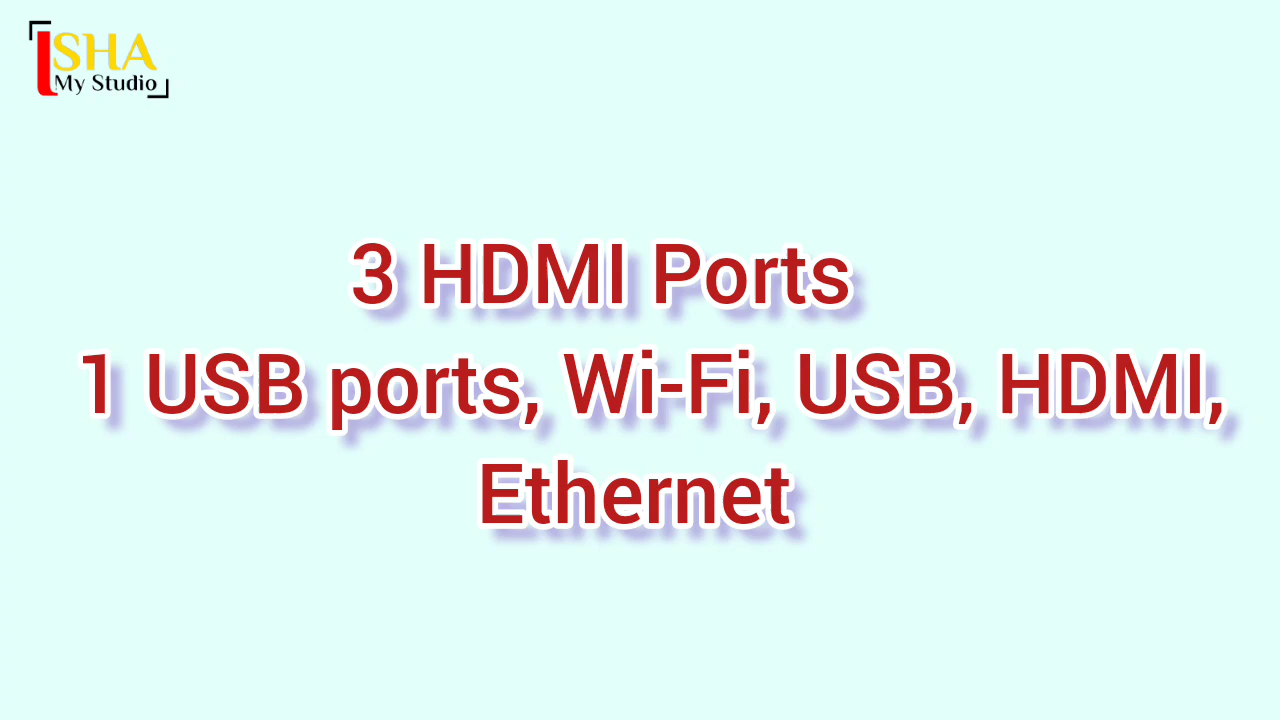 ISHA
My Studio
3 HDMI Ports
1 USB ports, Wi-Fi, USB, HDMI,
Ethernet